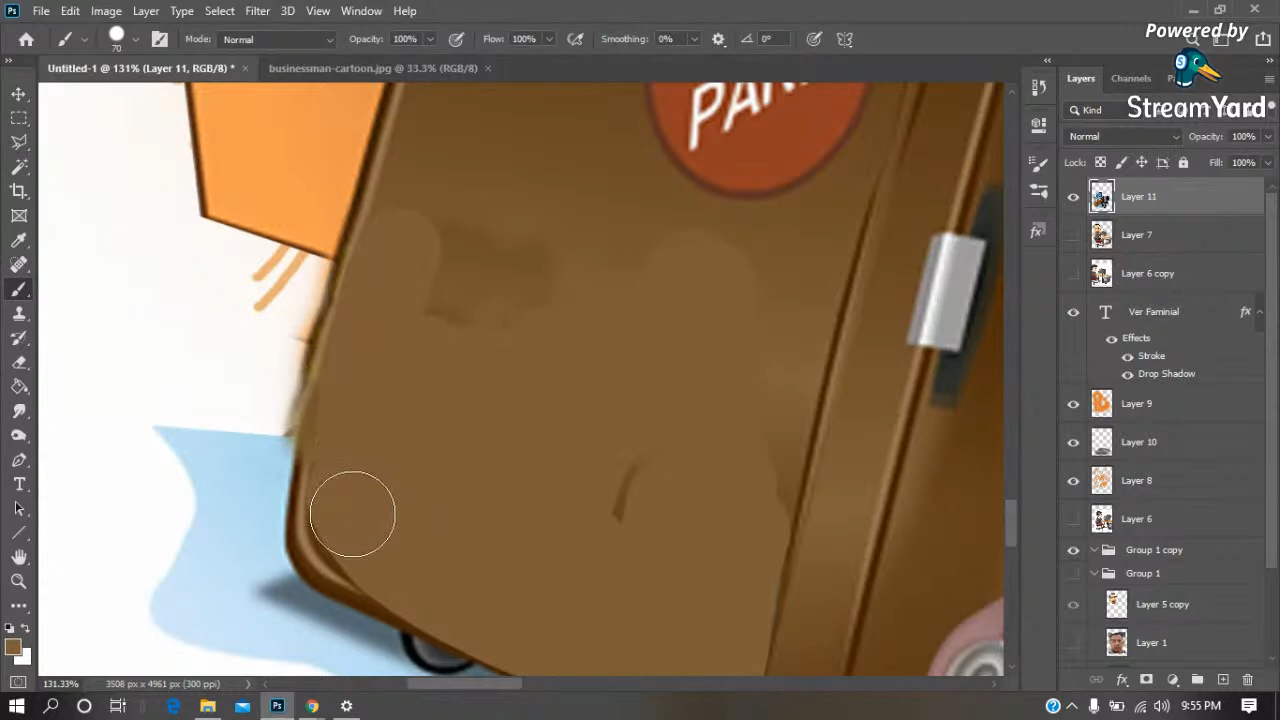 File Edit Image Layer Type Select Filter 3D View Window Help
Powered by
StreamYard
70
Mode: Normal Opacity: 100% Flow: 100% Smoothing: 0% 0°
Untitled-1 @ 131% (Layer 11, RGB/8) * × businessman-cartoon.jpg @ 33.3% (RGB/8) ×
Layers Channels
Kind
Normal Opacity: 100%
Lock: Fill: 100%
Layer 11
Layer 7
Layer 6 copy
T Ver Faminial fx
Effects
Stroke
Drop Shadow
Layer 9
Layer 10
Layer 8
Layer 6
Group 1 copy
Group 1
Layer 5 copy
Layer 1
131.33% 3508 px x 4961 px (300 ppi)
9:55 PM